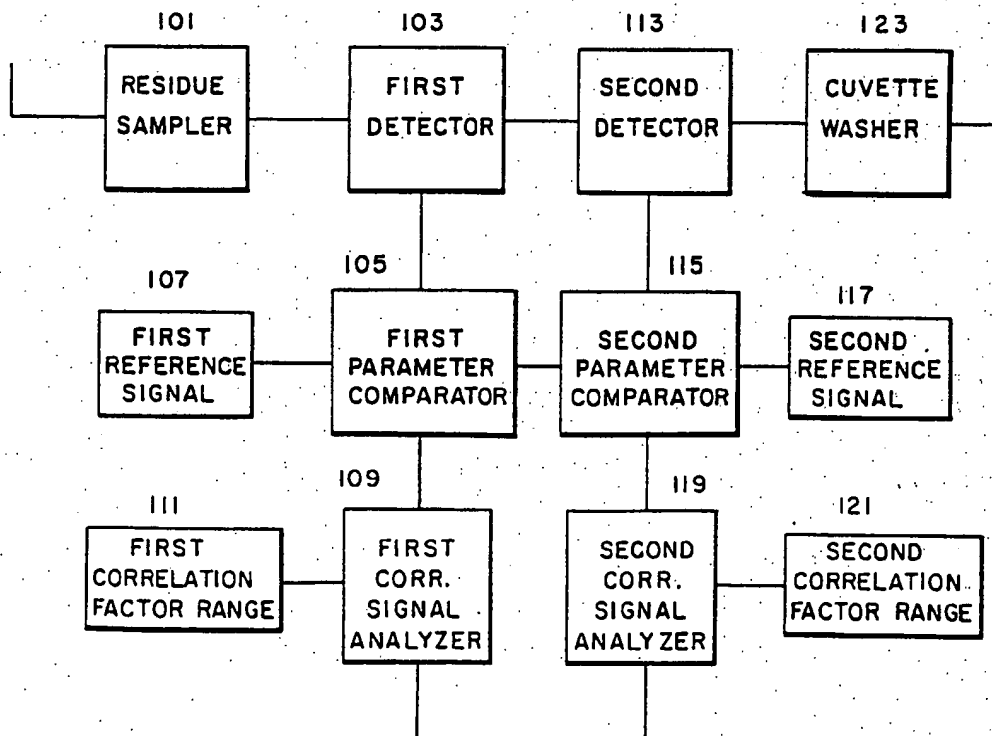 101
RESIDUE
SAMPLER
103
FIRST
DETECTOR
113
SECOND
DETECTOR
123
CUVETTE
WASHER
107
FIRST
REFERENCE
SIGNAL
105
FIRST
PARAMETER
COMPARATOR
115
SECOND
PARAMETER
COMPARATOR
117
SECOND
REFERENCE
SIGNAL
111
FIRST
CORRELATION
FACTOR RANGE
109
FIRST
CORR.
SIGNAL
ANALYZER
119
SECOND
CORR.
SIGNAL
ANALYZER
121
SECOND
CORRELATION
FACTOR RANGE